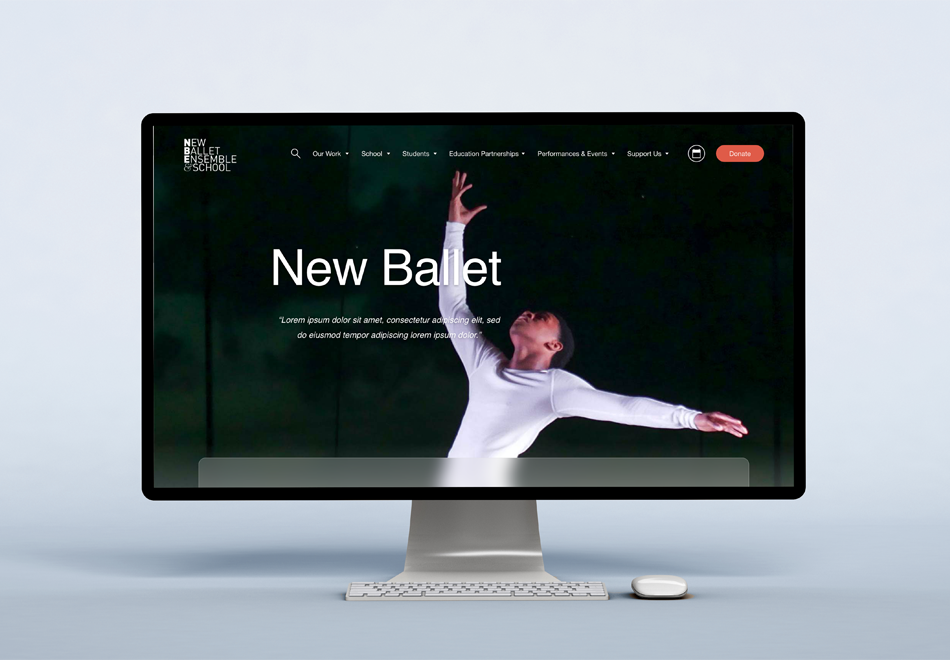 NEW
BALLET
ENSEMBLE
&SCHOOL
Our Work School Students Education Partnerships Performances & Events Support Us Donate
New Ballet
“Lorem ipsum dolor sit amet, consectetur adipiscing elit, sed
do eiusmod tempor adipiscing lorem ipsum dolor.”